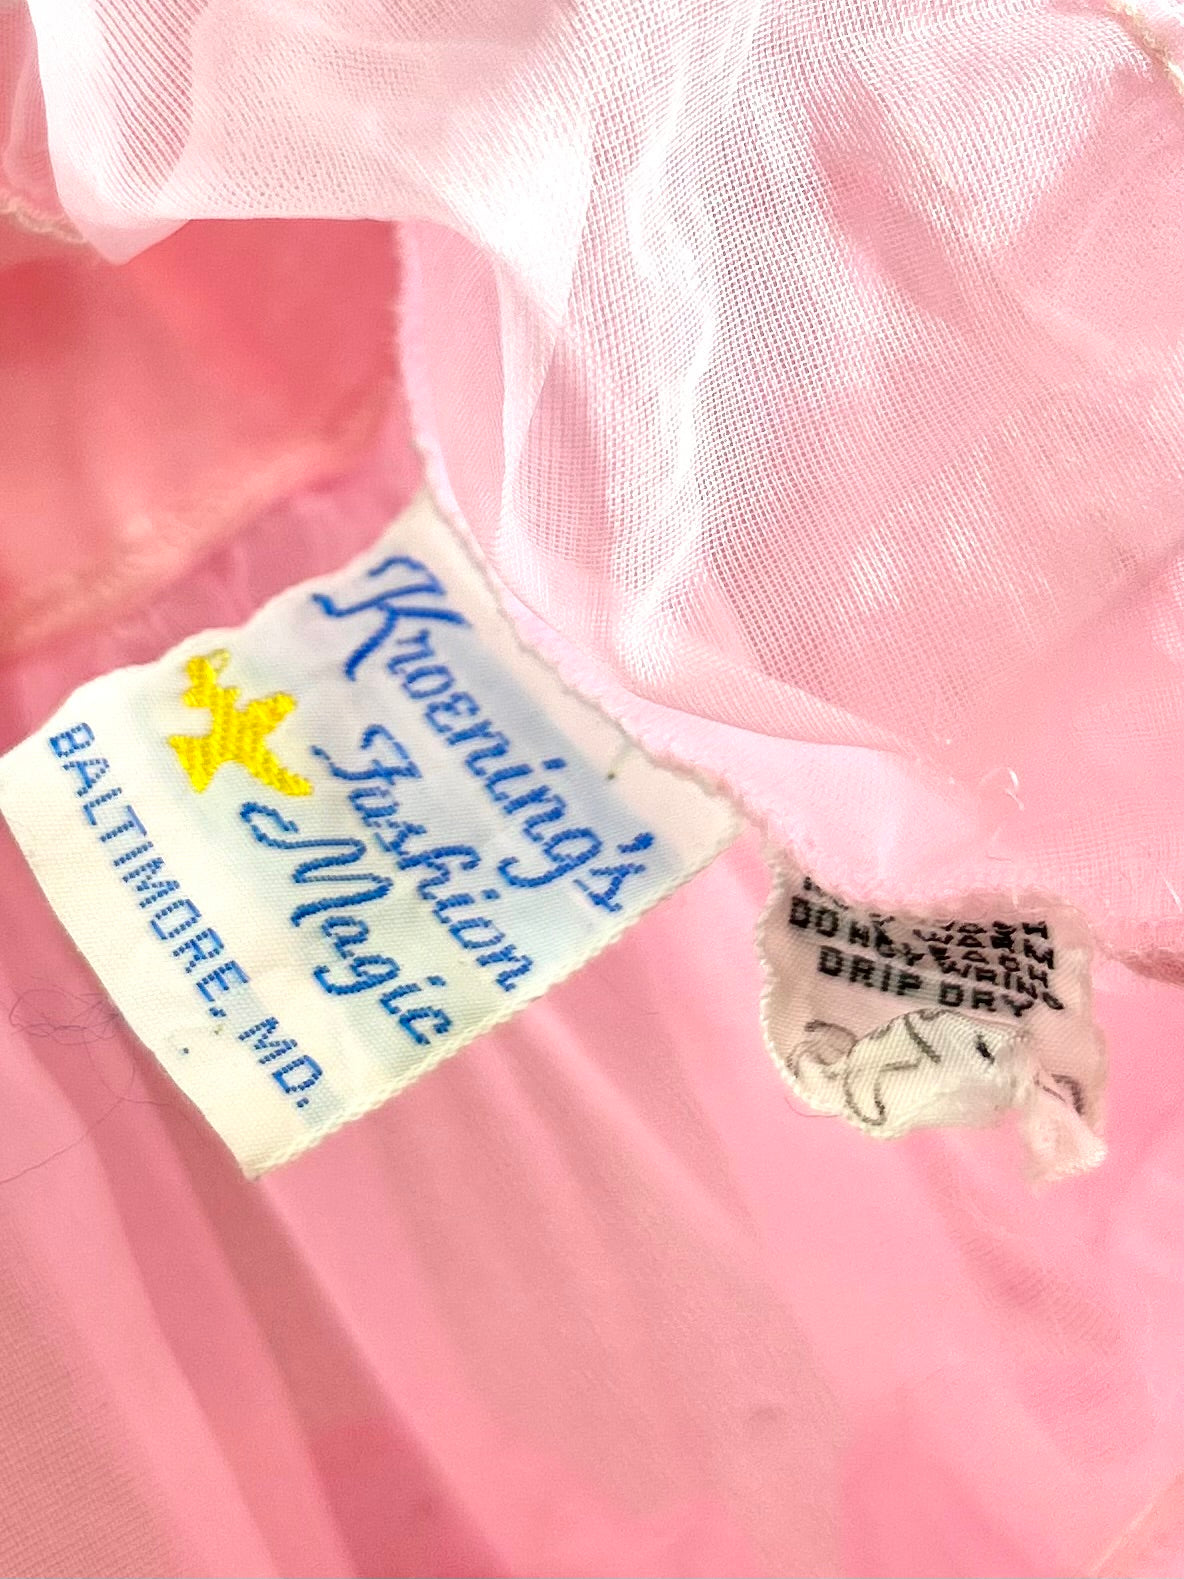 Kroening's
Fashion
Magic
BALTIMORE, MD.
DO NOT WRING
DRIP DRY